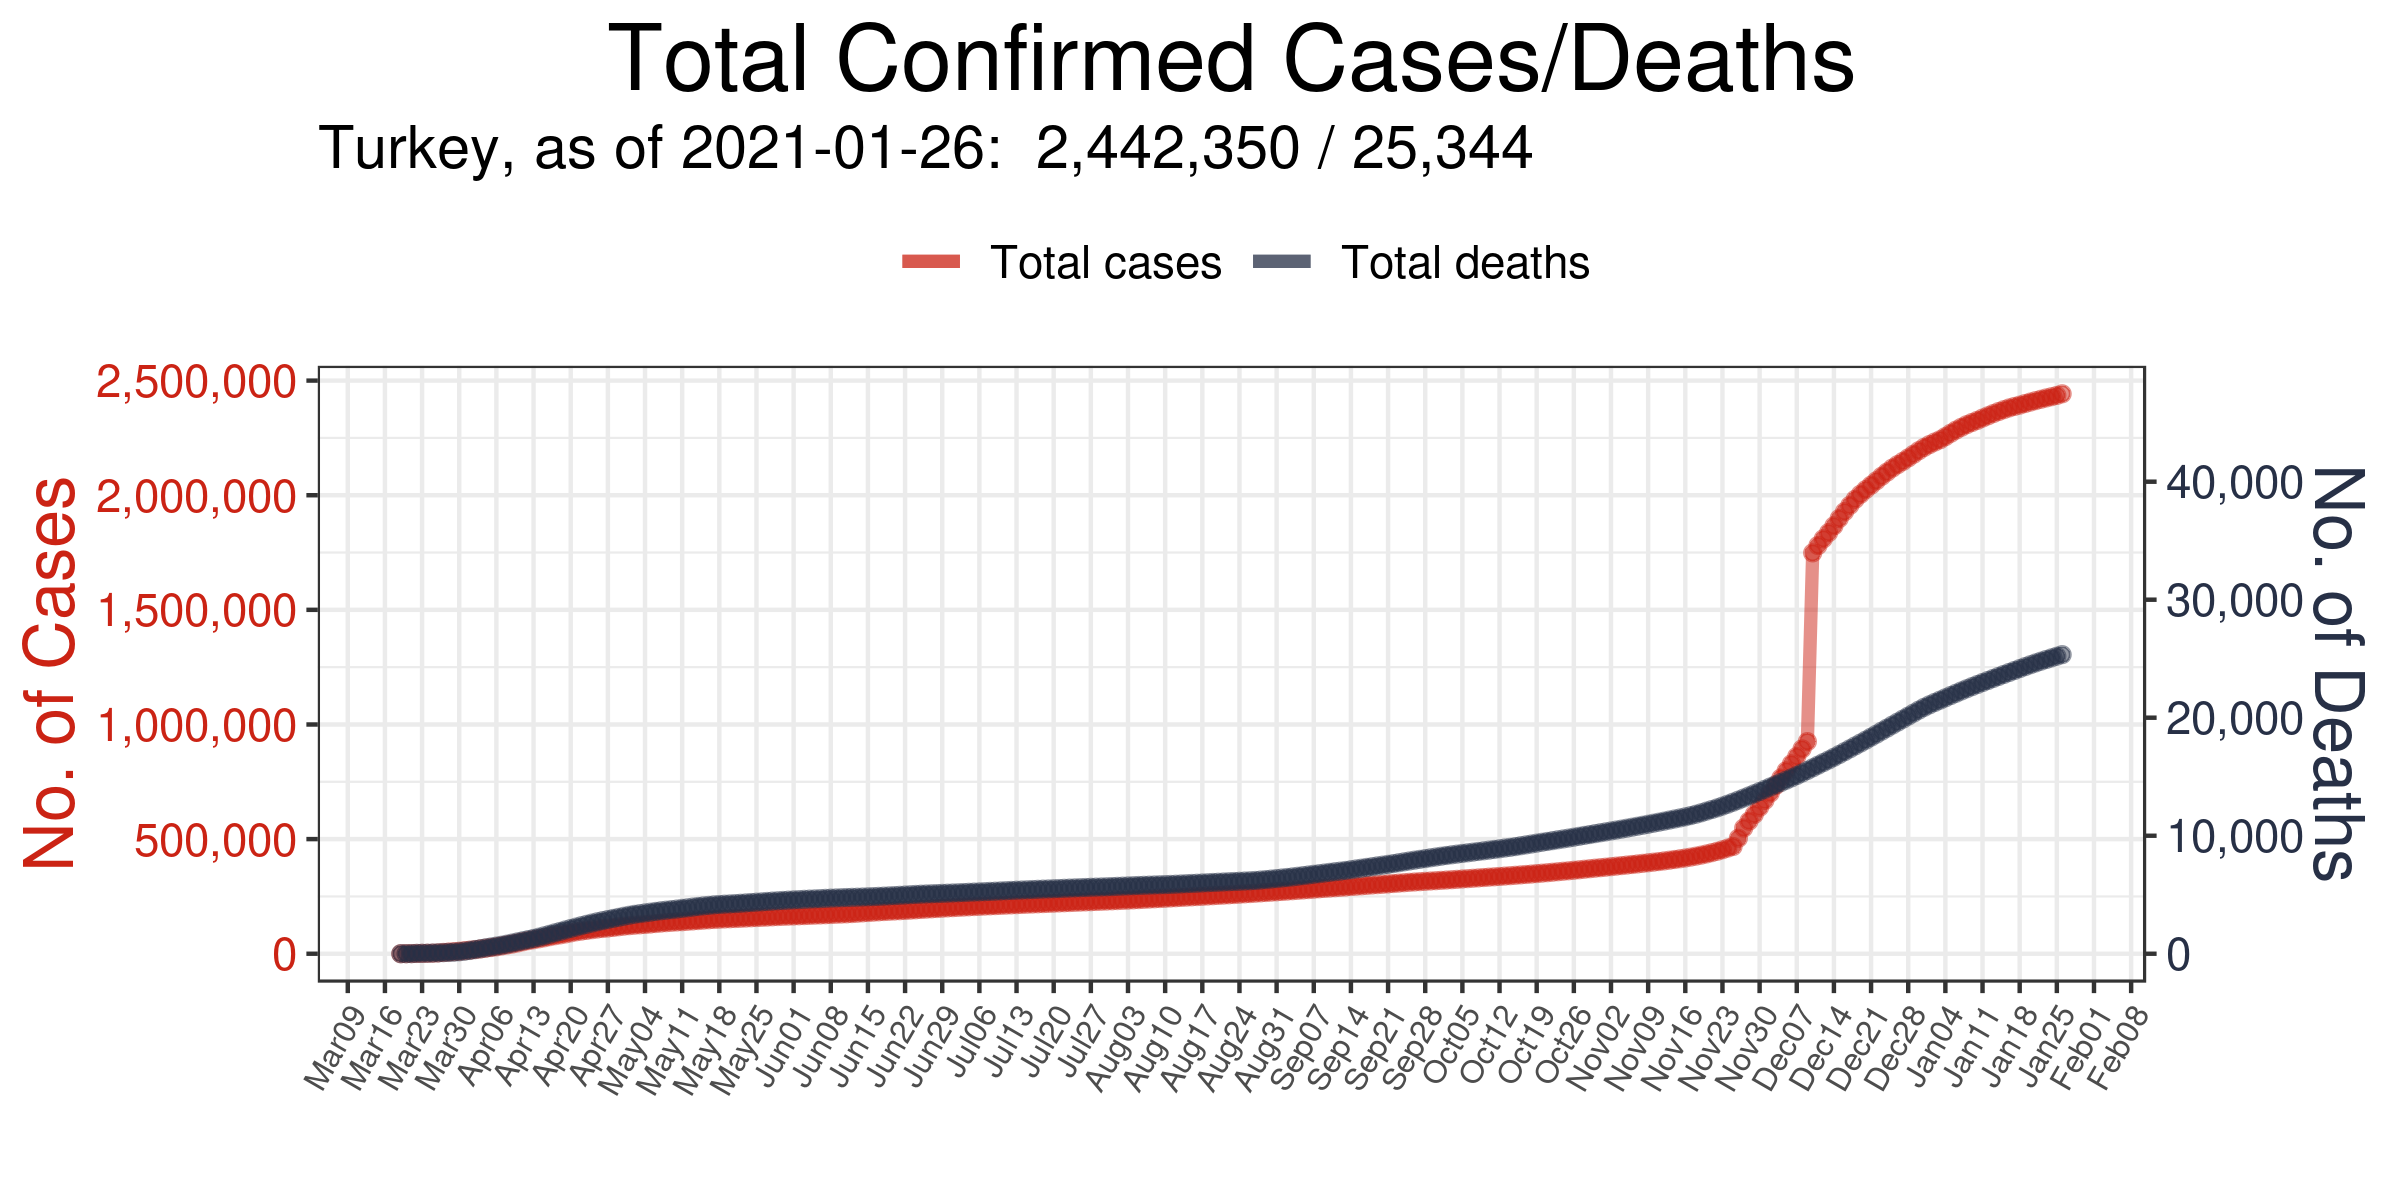 Total Confirmed Cases/Deaths
Turkey, as of 2021-01-26: 2,442,350 / 25,344
Total cases
Total deaths
No. of Cases
2,500,000
2,000,000
1,500,000
1,000,000
500,000
0
40,000
30,000
20,000
10,000
0
No. of Deaths
Mar09
Mar16
Mar23
Mar30
Apr06
Apr13
Apr20
Apr27
May04
May11
May18
May25
Jun01
Jun08
Jun15
Jun22
Jun29
Jul06
Jul13
Jul20
Jul27
Aug03
Aug10
Aug17
Aug24
Aug31
Sep07
Sep14
Sep21
Sep28
Oct05
Oct12
Oct19
Oct26
Nov02
Nov09
Nov16
Nov23
Nov30
Dec07
Dec14
Dec21
Dec28
Jan04
Jan11
Jan18
Jan25
Feb01
Feb08